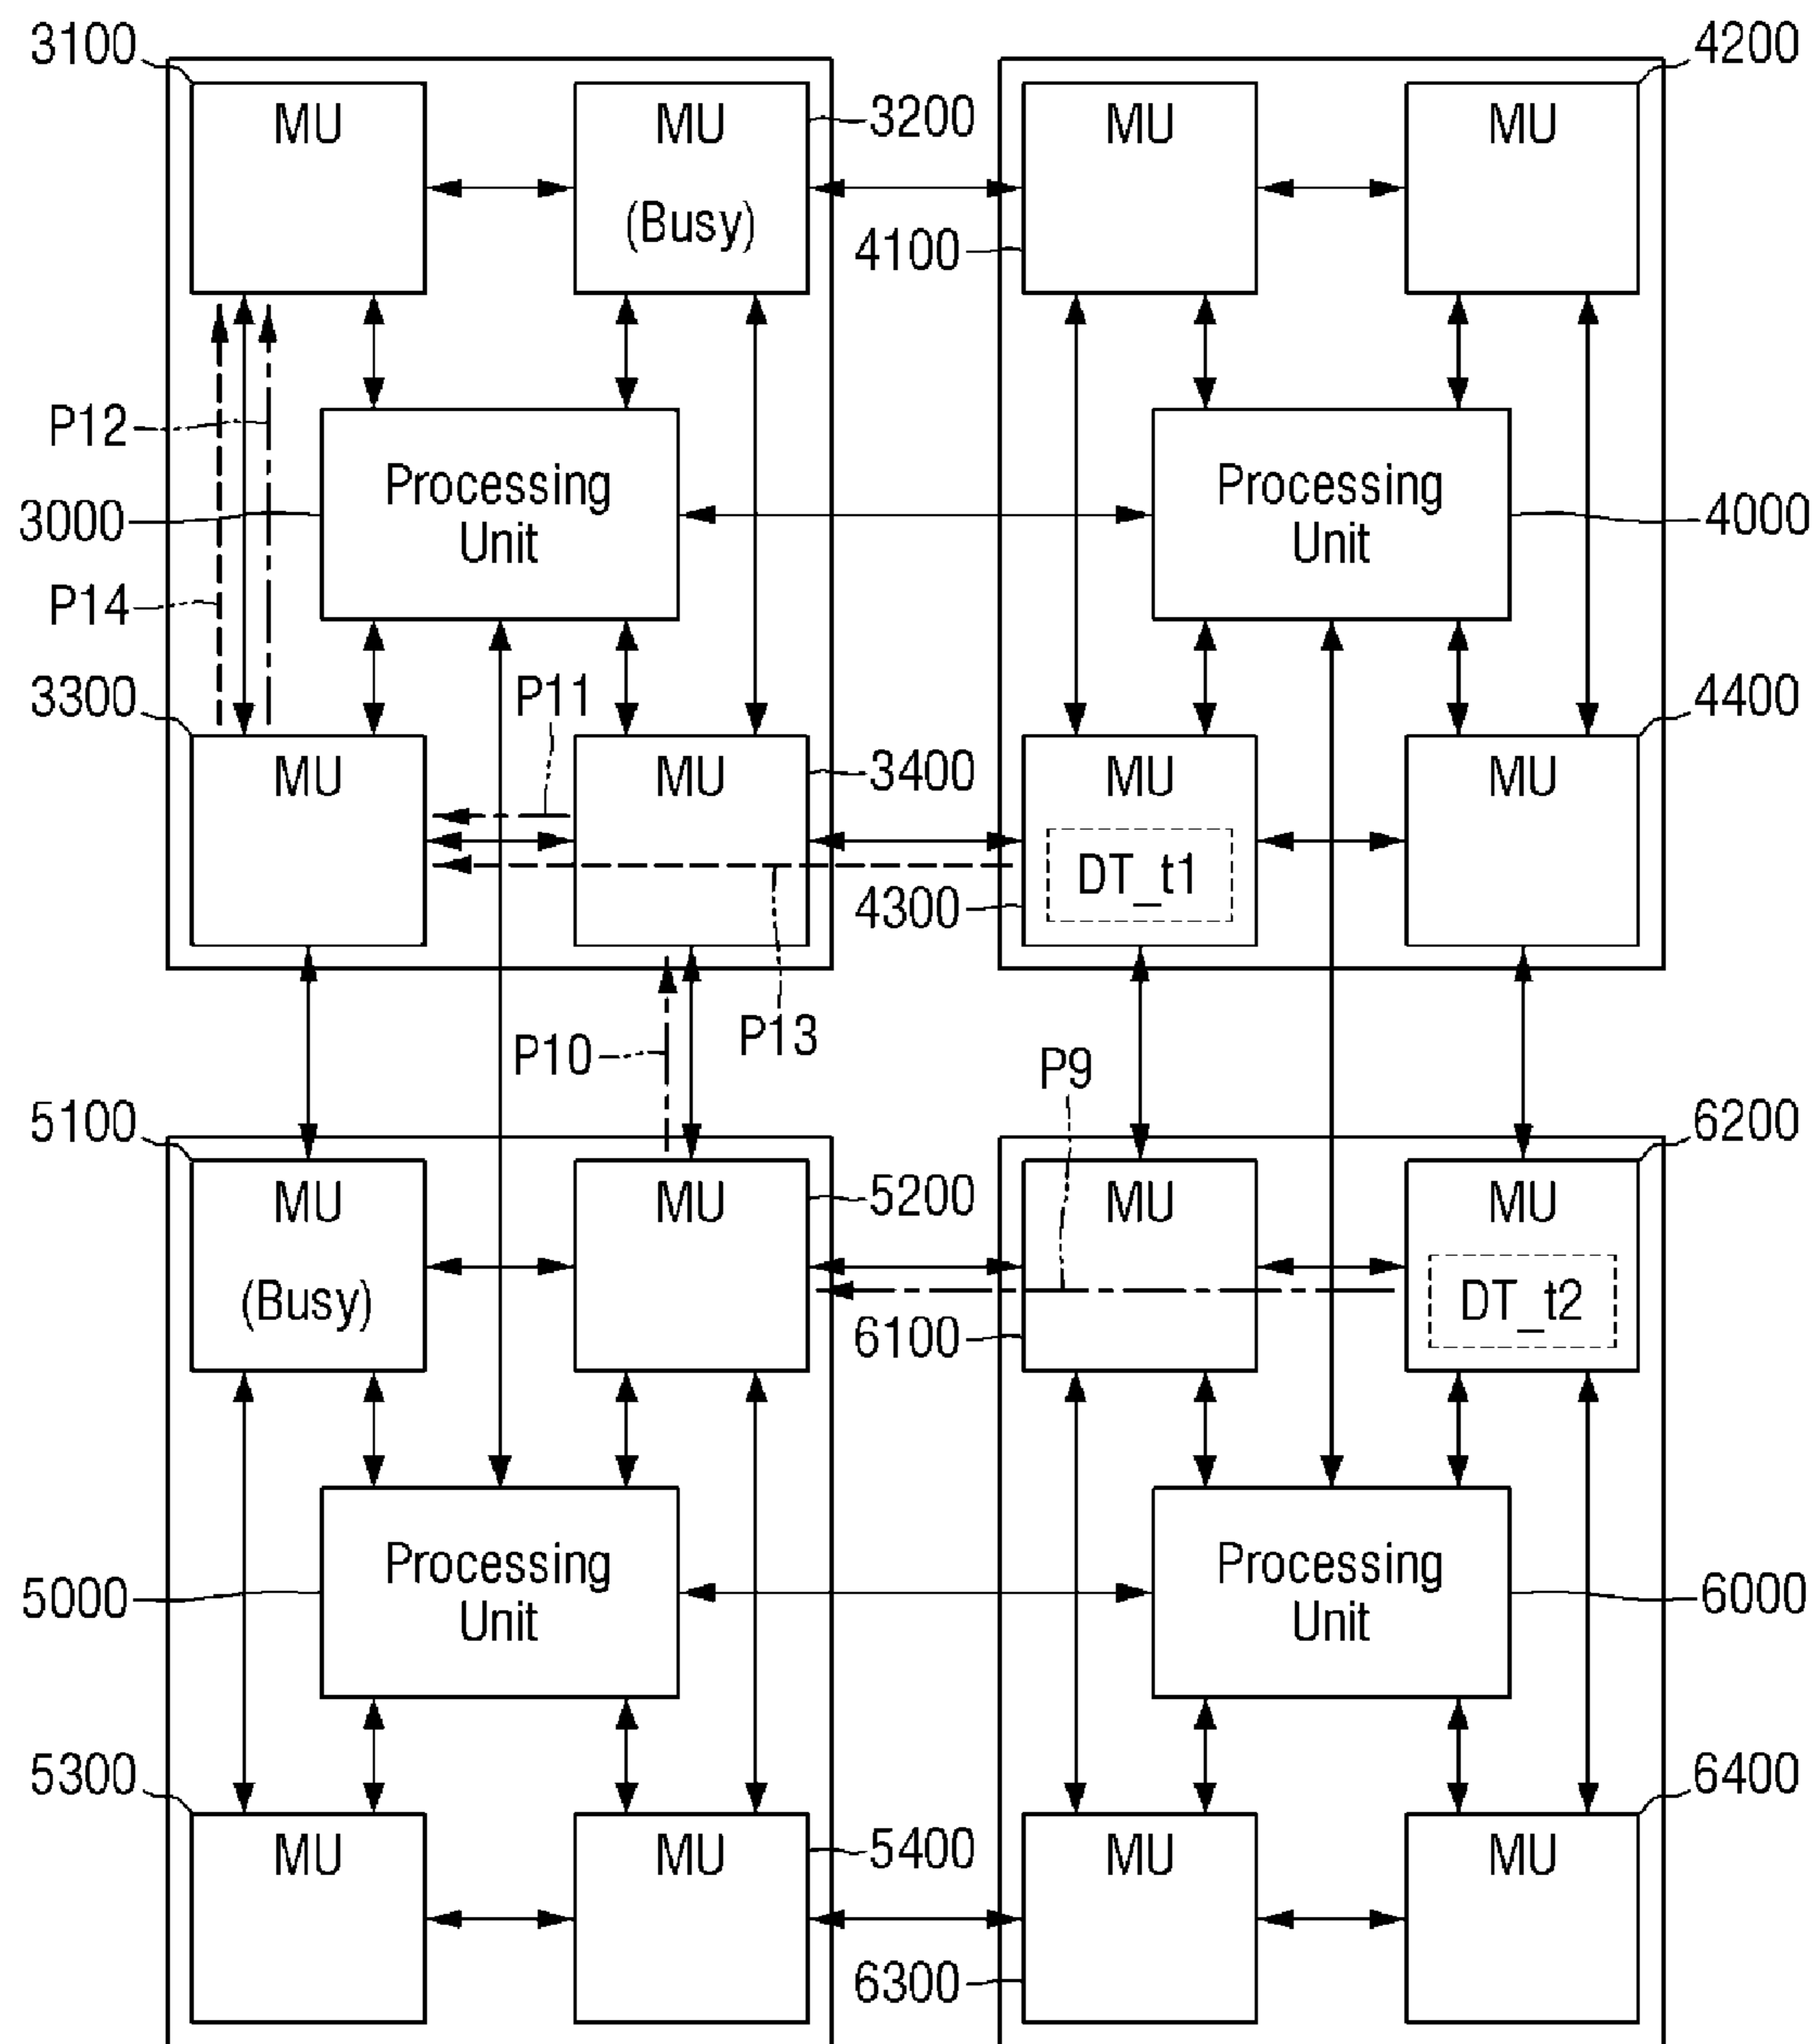 3100
4200
MU
MU
3200
MU
MU
(Busy)
4100
P12
Processing
Unit
Processing
Unit
3000
4000
P14
3300
P11
4400
MU
MU
3400
MU
MU
DT_t1
4300
P13
P10
P9
5100
6200
MU
MU
5200
MU
MU
(Busy)
DT_t2
6100
Processing
Unit
Processing
Unit
5000
6000
5300
6400
MU
MU
5400
MU
MU
6300